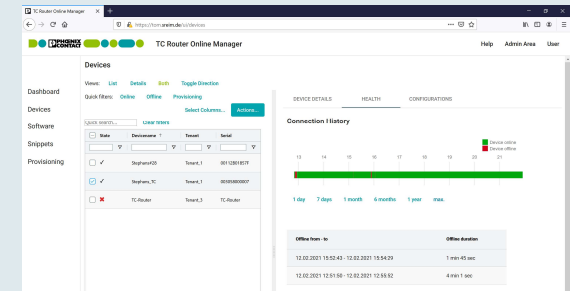 TC Router Online Manager
https://tom.areim.de/ui/devices
PHOENIX CONTACT
TC Router Online Manager
Help Admin Area User
Dashboard
Devices
Software
Snippets
Provisioning
Devices
Views: List Details Both Toggle Direction
Quick filters: Online Offline Provisioning
Select Columns... Actions...
Quick search... Clear filters
State Devicename Tenant Serial
Tenant_1 00112801857F
Stephans_TC Tenant_1 005058000007
TC-Router Tenant_3 TC-Router
DEVICE DETAILS HEALTH CONFIGURATIONS
Connection History
Device online
Device offline
13 14 15 16 17 18 19 20 21
1 day 7 days 1 month 6 months 1 year max.
Offline from - to Offline duration
12.02.2021 15:52:43 - 12.02.2021 15:54:29 1 min 45 sec
12.02.2021 12:51:50 - 12.02.2021 12:55:52 4 min 1 sec